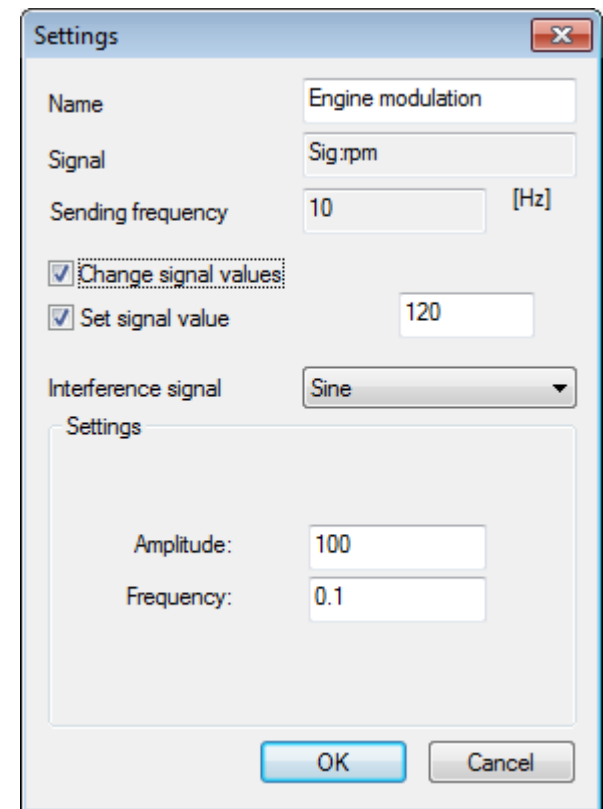 Settings
Name Engine modulation
Signal Sig:rpm
Sending frequency 10 [Hz]
Change signal values
Set signal value 120
Interference signal Sine
Settings
Amplitude: 100
Frequency: 0.1
OK Cancel